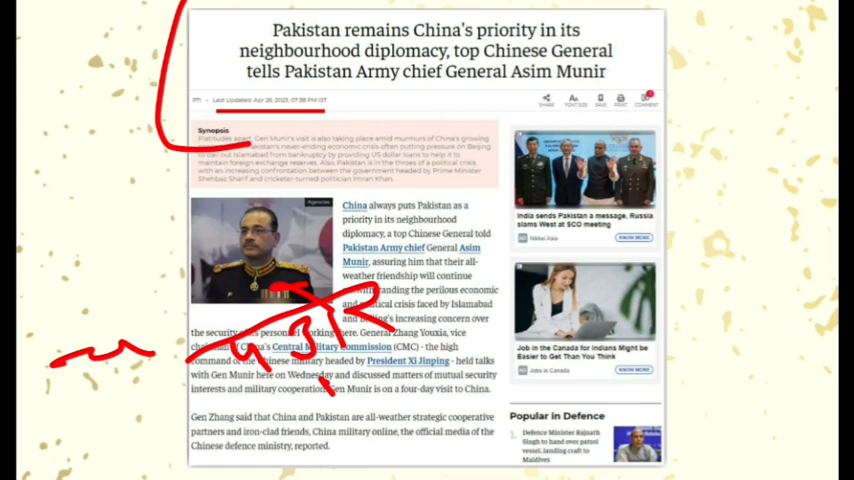 Pakistan remains China's priority in its
neighbourhood diplomacy, top Chinese General
tells Pakistan Army chief General Asim Munir
PTI • Last Updated: Apr 26, 2023, 07:38 PM IST
SHARE FONT SIZE SAVE PRINT COMMENT
Synopsis
Platitudes apart, Gen Munir's visit is also taking place amid murmurs of China's growing
Pakistan's never-ending economic crisis often putting pressure on Beijing
to bail out Islamabad from bankruptcy by providing US dollar loans to help it to
maintain foreign exchange reserves. Also, Pakistan is in the throes of a political crisis
with an increasing confrontation between the government headed by Prime Minister
Shehbaz Sharif and cricketer-turned-politician Imran Khan.
Agencies
China always puts Pakistan as a
priority in its neighbourhood
diplomacy, a top Chinese General told
Pakistan Army chief General Asim
Munir, assuring him that their all-
weather friendship will continue
the perilous economic
and political crisis faced by Islamabad
and Beijing's increasing concern over
the security of its personnel working here. General Zhang Youxia, vice
chairman of China's Central Military Commission (CMC) - the high
command of the Chinese military headed by President Xi Jinping - held talks
with Gen Munir here on Wednesday and discussed matters of mutual security
interests and military cooperation. Gen Munir is on a four-day visit to China.
Gen Zhang said that China and Pakistan are all-weather strategic cooperative
partners and iron-clad friends, China military online, the official media of the
Chinese defence ministry, reported.
India sends Pakistan a message, Russia
slams West at SCO meeting
AD Nikkei Asia KNOW MORE
Job in the Canada for Indians Might be
Easier to Get Than You Think
AD Jobs in Canada KNOW MORE
Popular in Defence
1. Defence Minister Rajnath
Singh to hand over patrol
vessel, landing craft to
Maldives